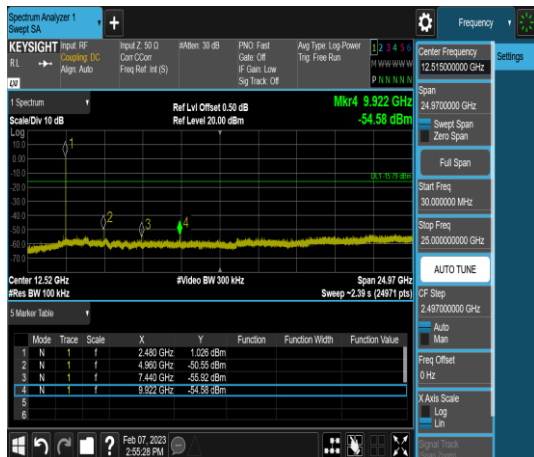 Spectrum Analyzer 1
Swept SA
Frequency
KEYSIGHT
Input: RF
Input Z: 50 Ω
#Atten: 30 dB
PNO: Fast
Avg Type: Log-Power
1 2 3 4 5 6
RL
Coupling: DC
Corr CCorr
Gate: Off
Trig: Free Run
M W W W W W
Align: Auto
Freq Ref: Int (S)
IF Gain: Low
Sig Track: Off
P N N N N N
Settings
Center Frequency
12.515000000 GHz
Span
24.9700000 GHz
Swept Span
Zero Span
Full Span
Start Freq
30.000000 MHz
Stop Freq
25.000000000 GHz
AUTO TUNE
CF Step
2.497000000 GHz
Auto
Man
Freq Offset
0 Hz
X Axis Scale
Log
Lin
Signal Track
1 Spectrum
Ref Lvl Offset 0.50 dB
Mkr4 9.922 GHz
Scale/Div 10 dB
Ref Level 20.00 dBm
-54.58 dBm
Log
10.0
0.00
-10.0
-20.0
-30.0
-40.0
-50.0
-60.0
-70.0
1
2
3
4
DL1 -15.79 dBm
Center 12.52 GHz
#Video BW 300 kHz
Span 24.97 GHz
#Res BW 100 kHz
Sweep ~2.39 s (24971 pts)
5 Marker Table
Mode Trace Scale X Y Function Function Width Function Value
1 N 1 f 2.480 GHz 1.026 dBm
2 N 1 f 4.960 GHz -50.55 dBm
3 N 1 f 7.440 GHz -55.92 dBm
4 N 1 f 9.922 GHz -54.58 dBm
5
6
?
Feb 07, 2023
2:55:28 PM